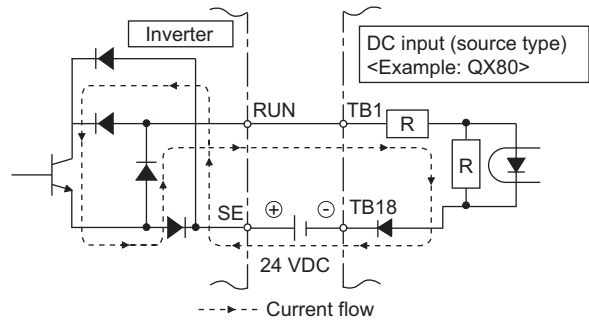 Inverter
DC input (source type)
<Example: QX80>
RUN
TB1
R
R
SE
⊕
⊖
TB18
24 VDC
Current flow